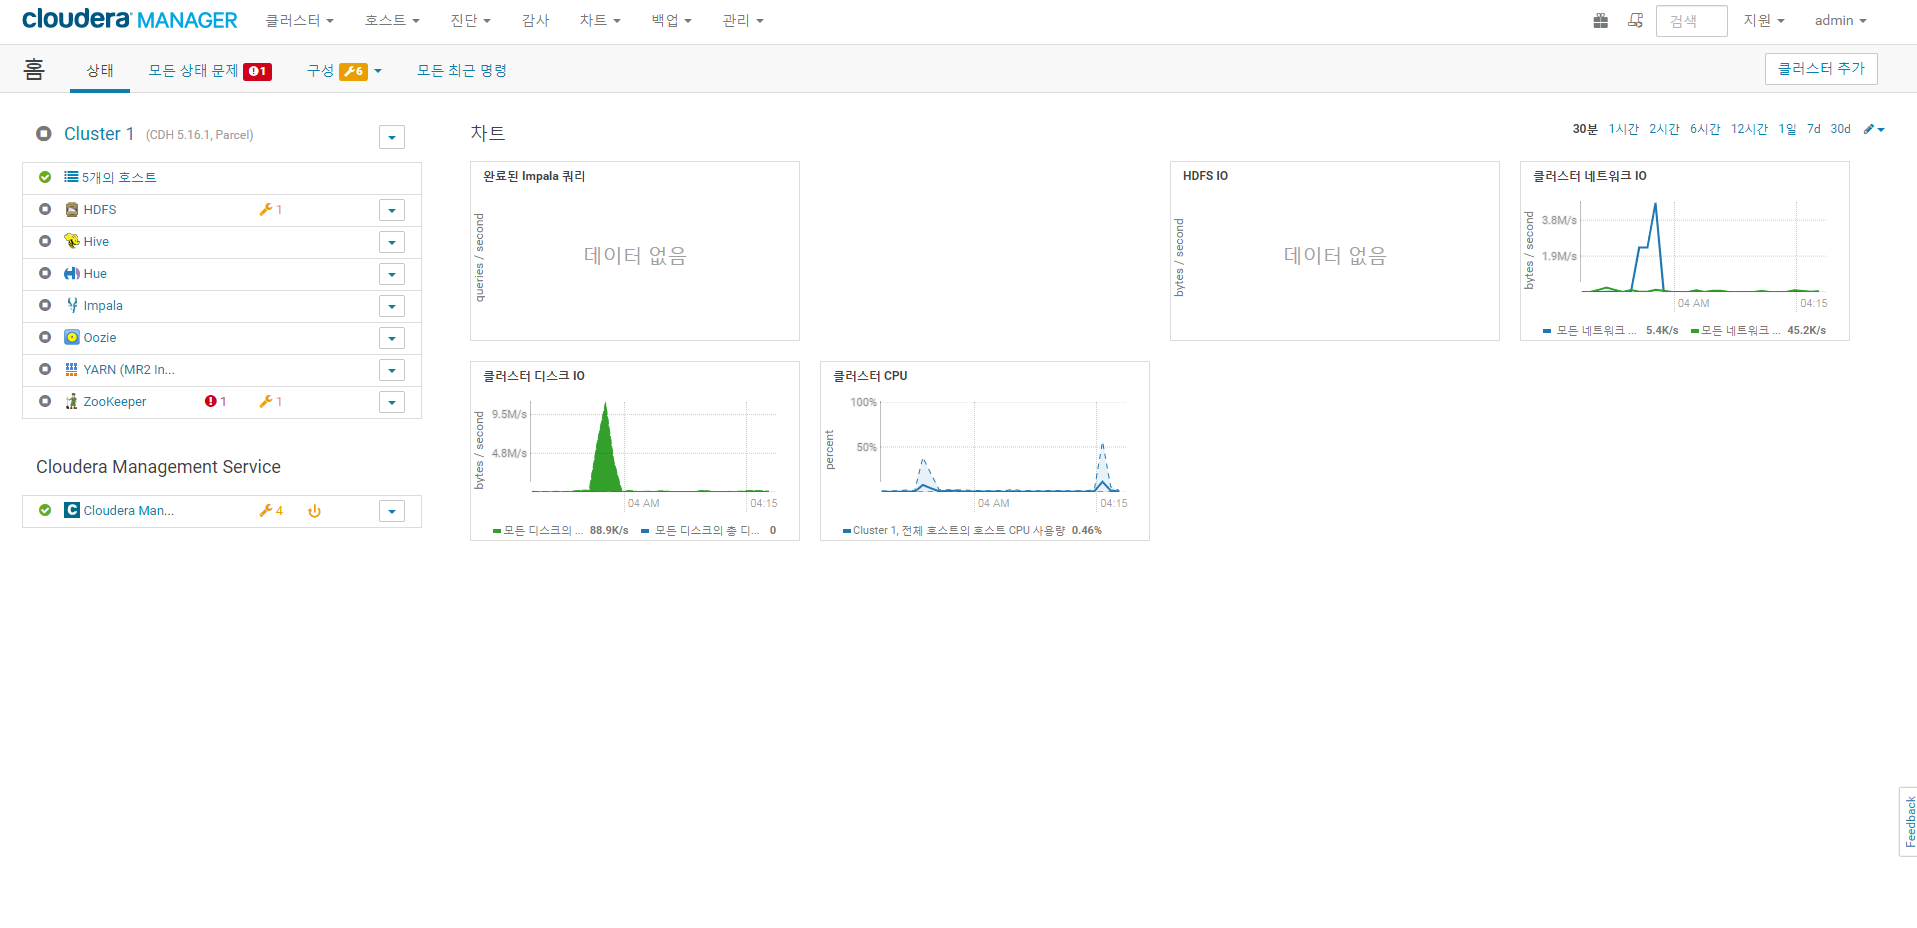 cloudera MANAGER 클러스터 호스트 진단 감사 차트 백업 관리 검색 지원 admin
홈 상태 모든 상태 문제 1 구성 6 모든 최근 명령 클러스터 추가
Cluster 1 (CDH 5.16.1, Parcel)
5개의 호스트
HDFS 1
Hive
Hue
Impala
Oozie
YARN (MR2 In...
ZooKeeper 1 1
Cloudera Management Service
Cloudera Man... 4
차트
30분 1시간 2시간 6시간 12시간 1일 7d 30d
완료된 Impala 쿼리
queries / second
데이터 없음
HDFS IO
bytes / second
데이터 없음
클러스터 네트워크 IO
bytes / second
3.8M/s
1.9M/s
04 AM 04:15
모든 네트워크 ... 5.4K/s 모든 네트워크 ... 45.2K/s
클러스터 디스크 IO
bytes / second
9.5M/s
4.8M/s
04 AM 04:15
모든 디스크의 ... 88.9K/s 모든 디스크의 총 디... 0
클러스터 CPU
percent
100%
50%
04 AM 04:15
Cluster 1, 전체 호스트의 호스트 CPU 사용량 0.46%
Feedback